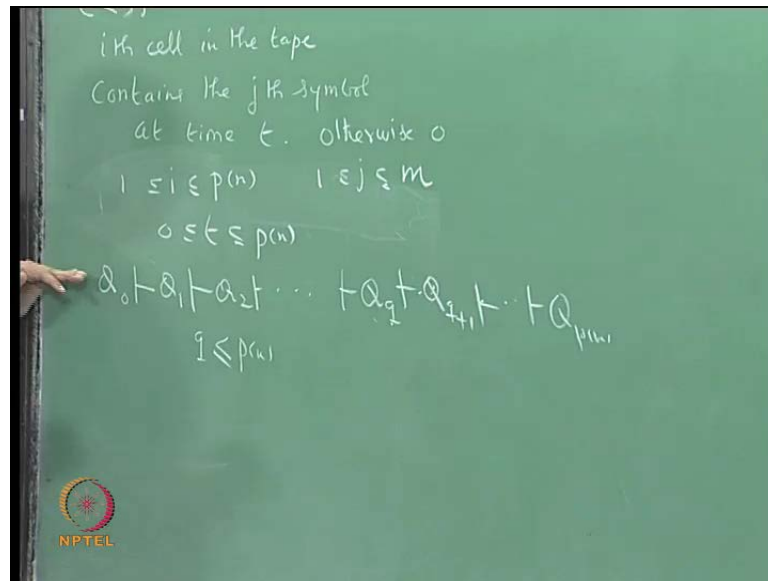 ith cell in the tape
Contains the jth symbol
at time t. otherwise 0
1 ≤ i ≤ p(n) 1 ≤ j ≤ m
0 ≤ t ≤ p(n)
Q₀ ⊢ Q₁ ⊢ Q₂ ⊢ ... ⊢ Q_q ⊢ Q_{q+1} ⊢ .. ⊢ Q_{p(n)}
q ≤ p(n)
NPTEL